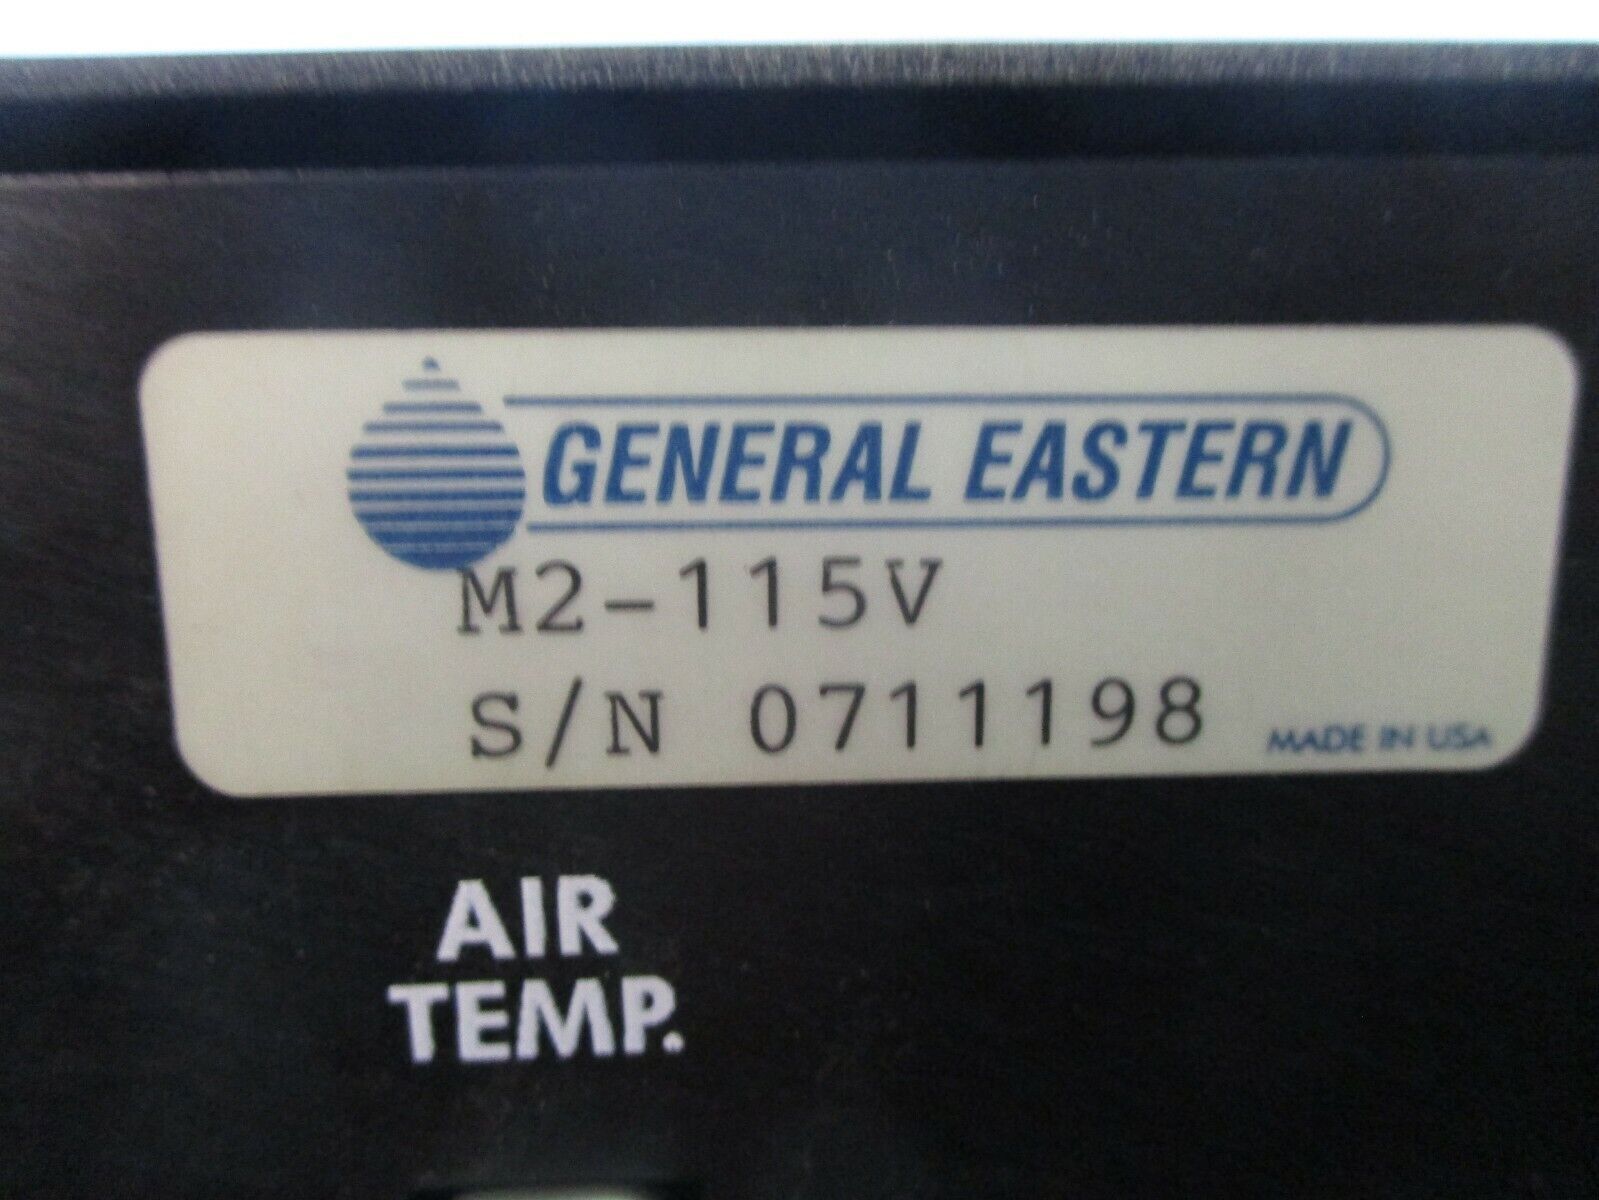 GENERAL EASTERN
M2-115V
S/N 0711198
MADE IN USA
AIR
TEMP.